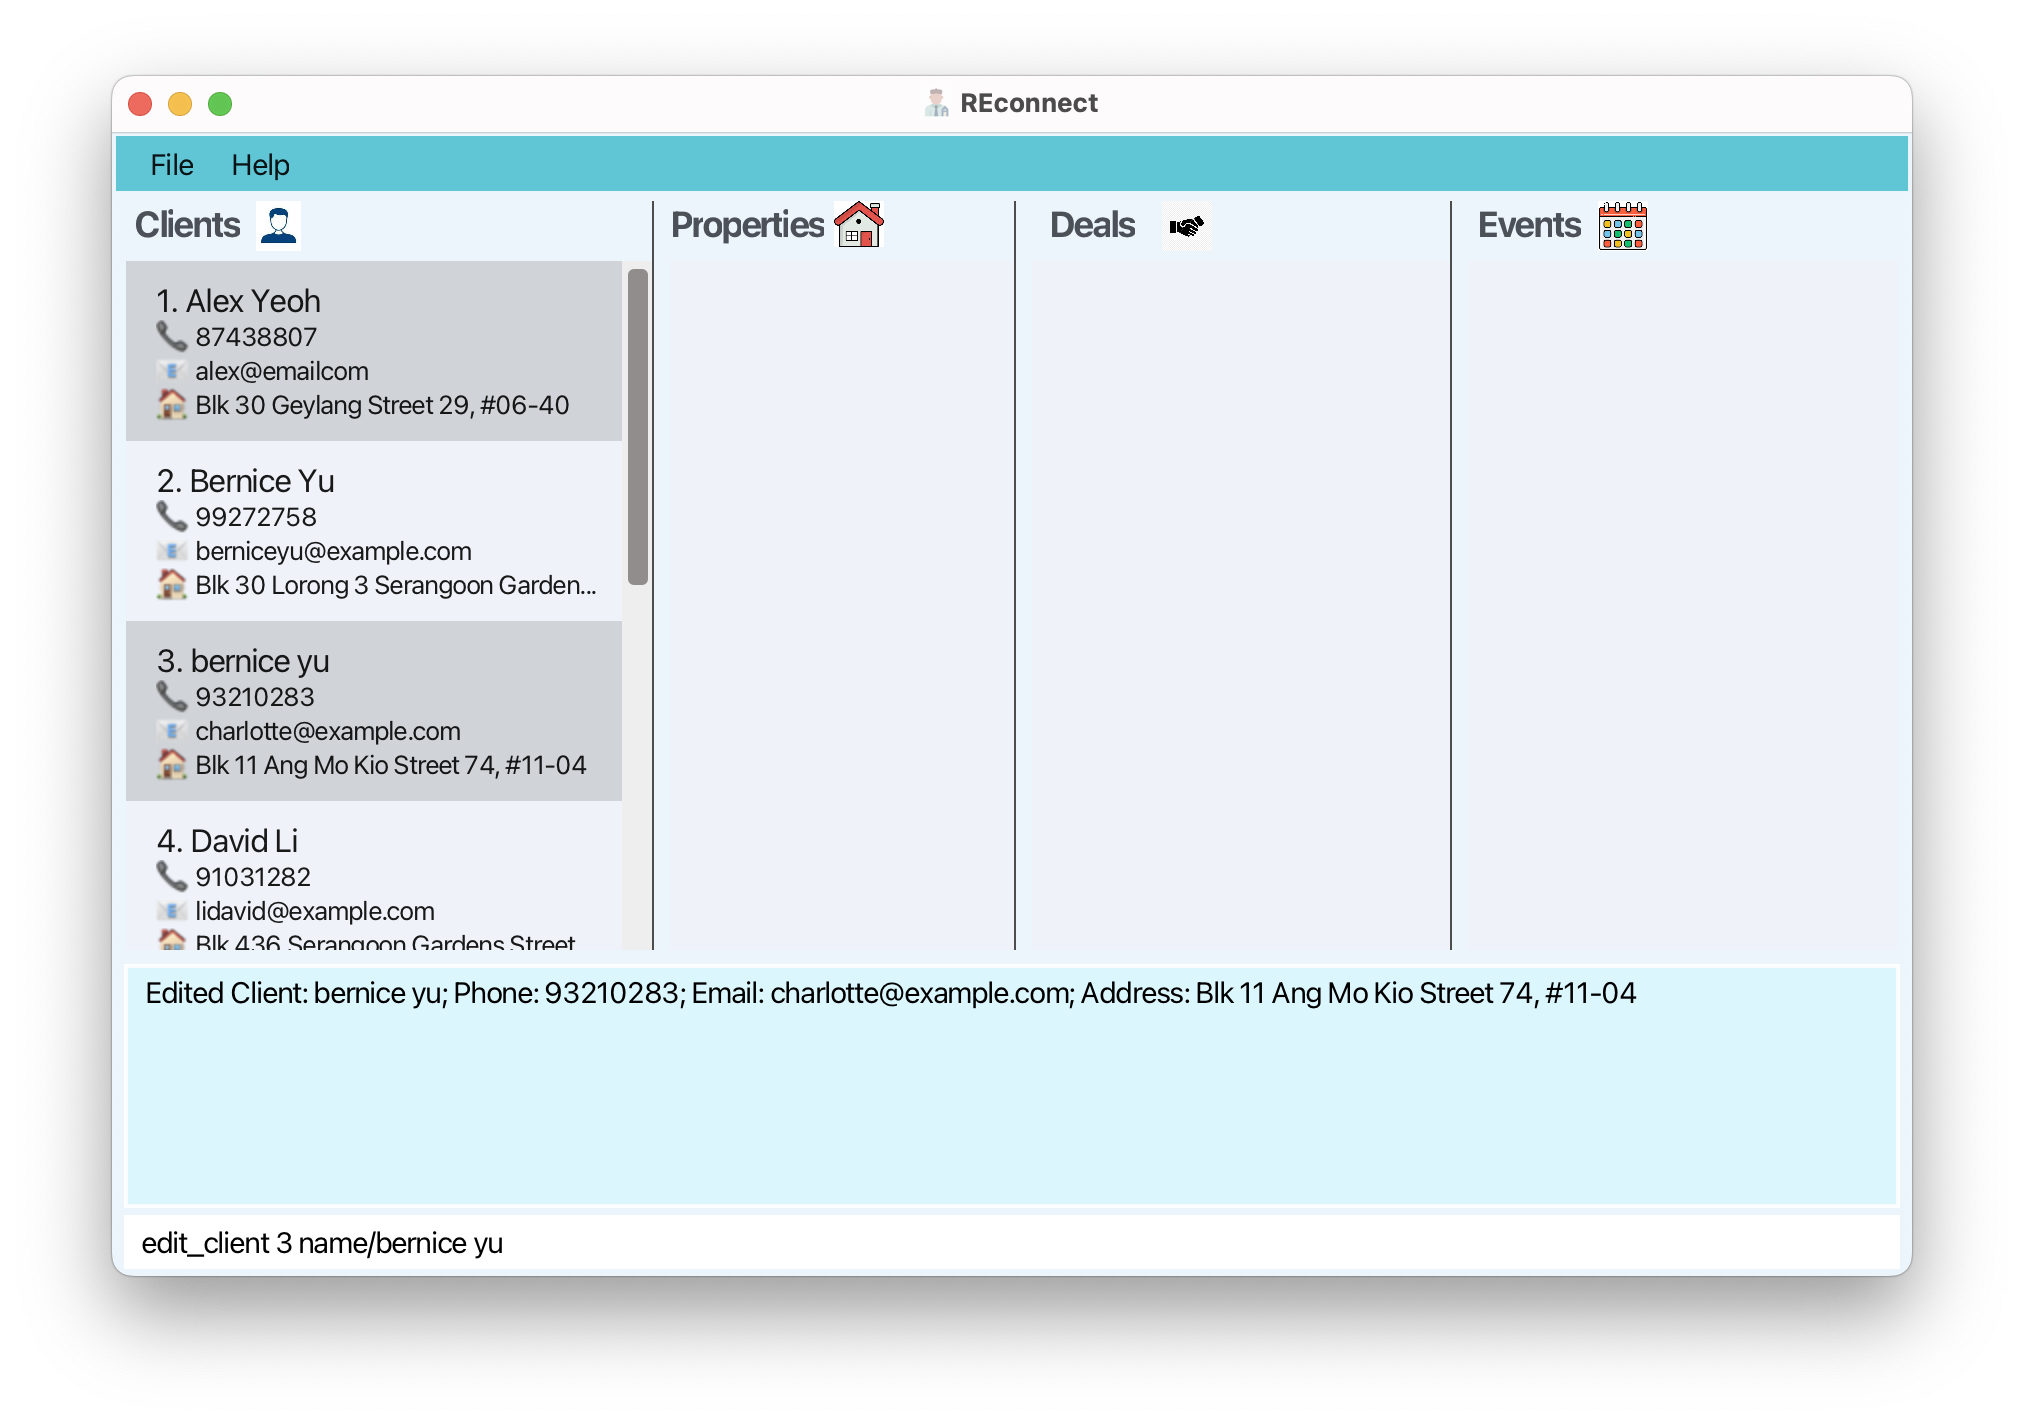 REconnect
File Help
Clients
Properties
Deals
Events
1. Alex Yeoh
87438807
alex@emailcom
Blk 30 Geylang Street 29, #06-40
2. Bernice Yu
99272758
berniceyu@example.com
Blk 30 Lorong 3 Serangoon Garden...
3. bernice yu
93210283
charlotte@example.com
Blk 11 Ang Mo Kio Street 74, #11-04
4. David Li
91031282
lidavid@example.com
Blk 436 Serangoon Gardens Street
Edited Client: bernice yu; Phone: 93210283; Email: charlotte@example.com; Address: Blk 11 Ang Mo Kio Street 74, #11-04
edit_client 3 name/bernice yu